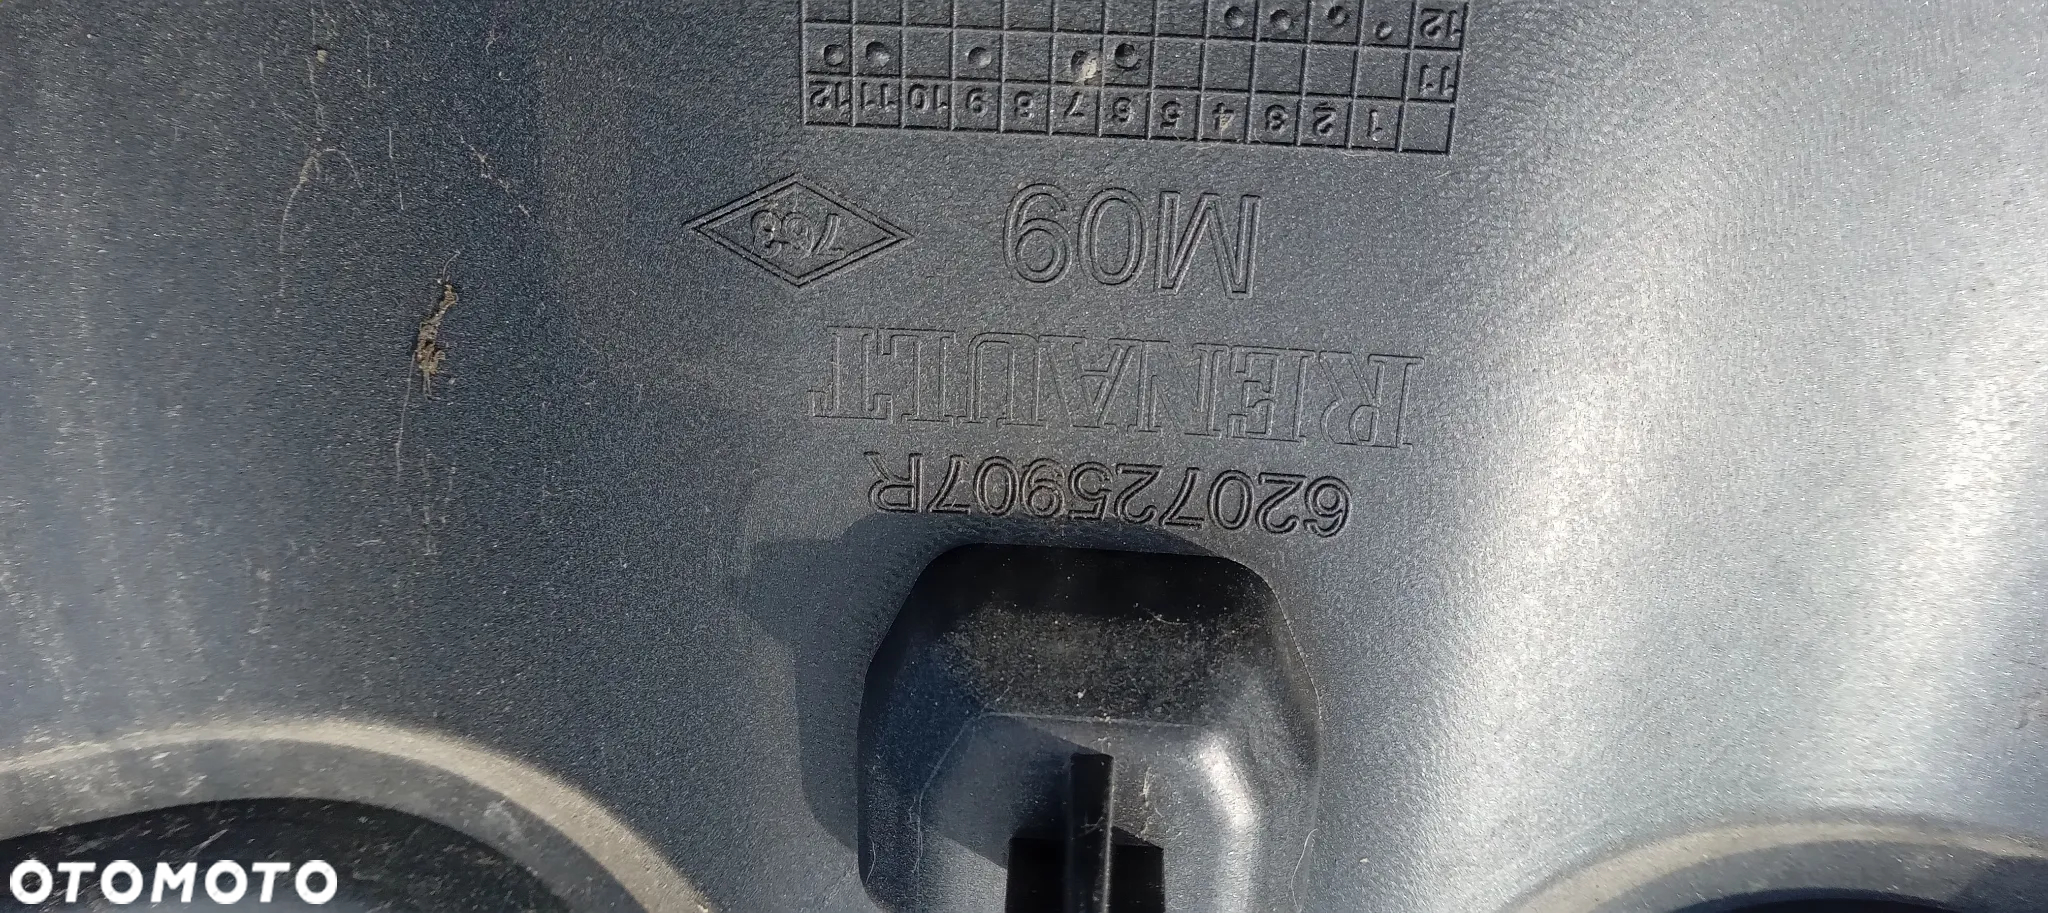 620725907R
RENAULT
M09 763
1 2 3 4 5 6 7 8 9 10 11 12
11
12
OTOMOTO